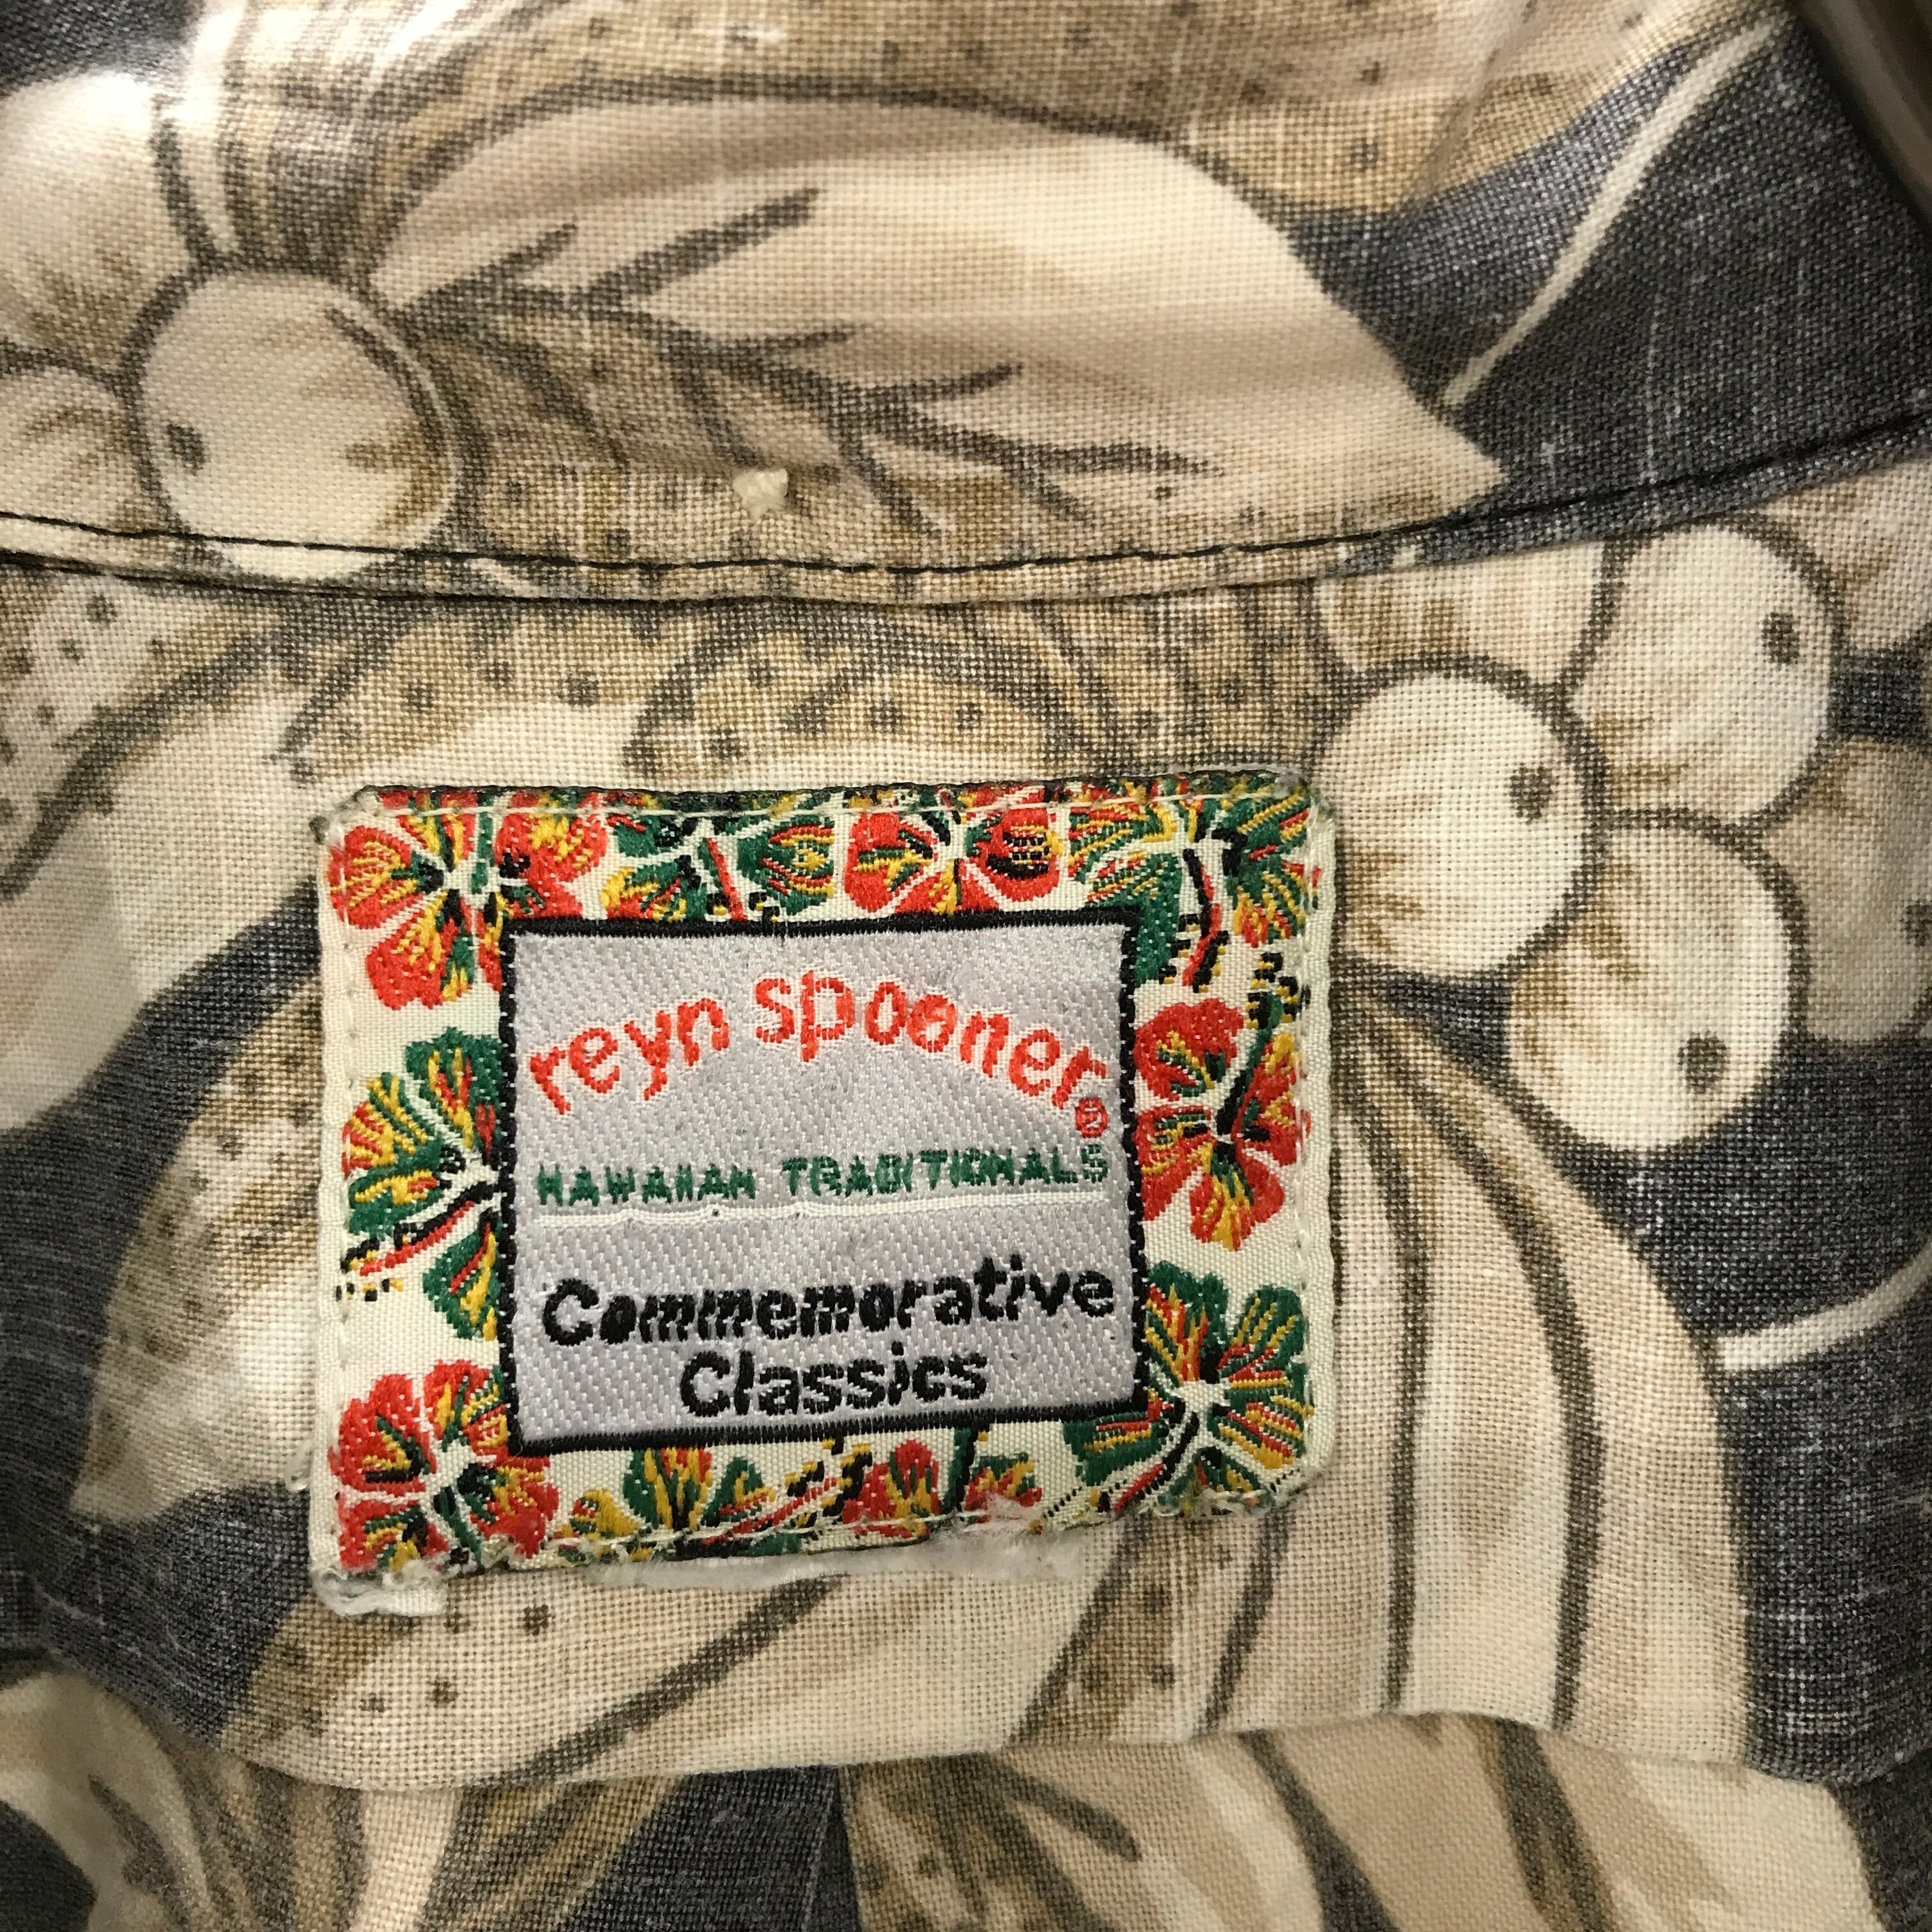 reyn spooner®
HAWAIIAN TRADITIONALS
Commemorative
Classics